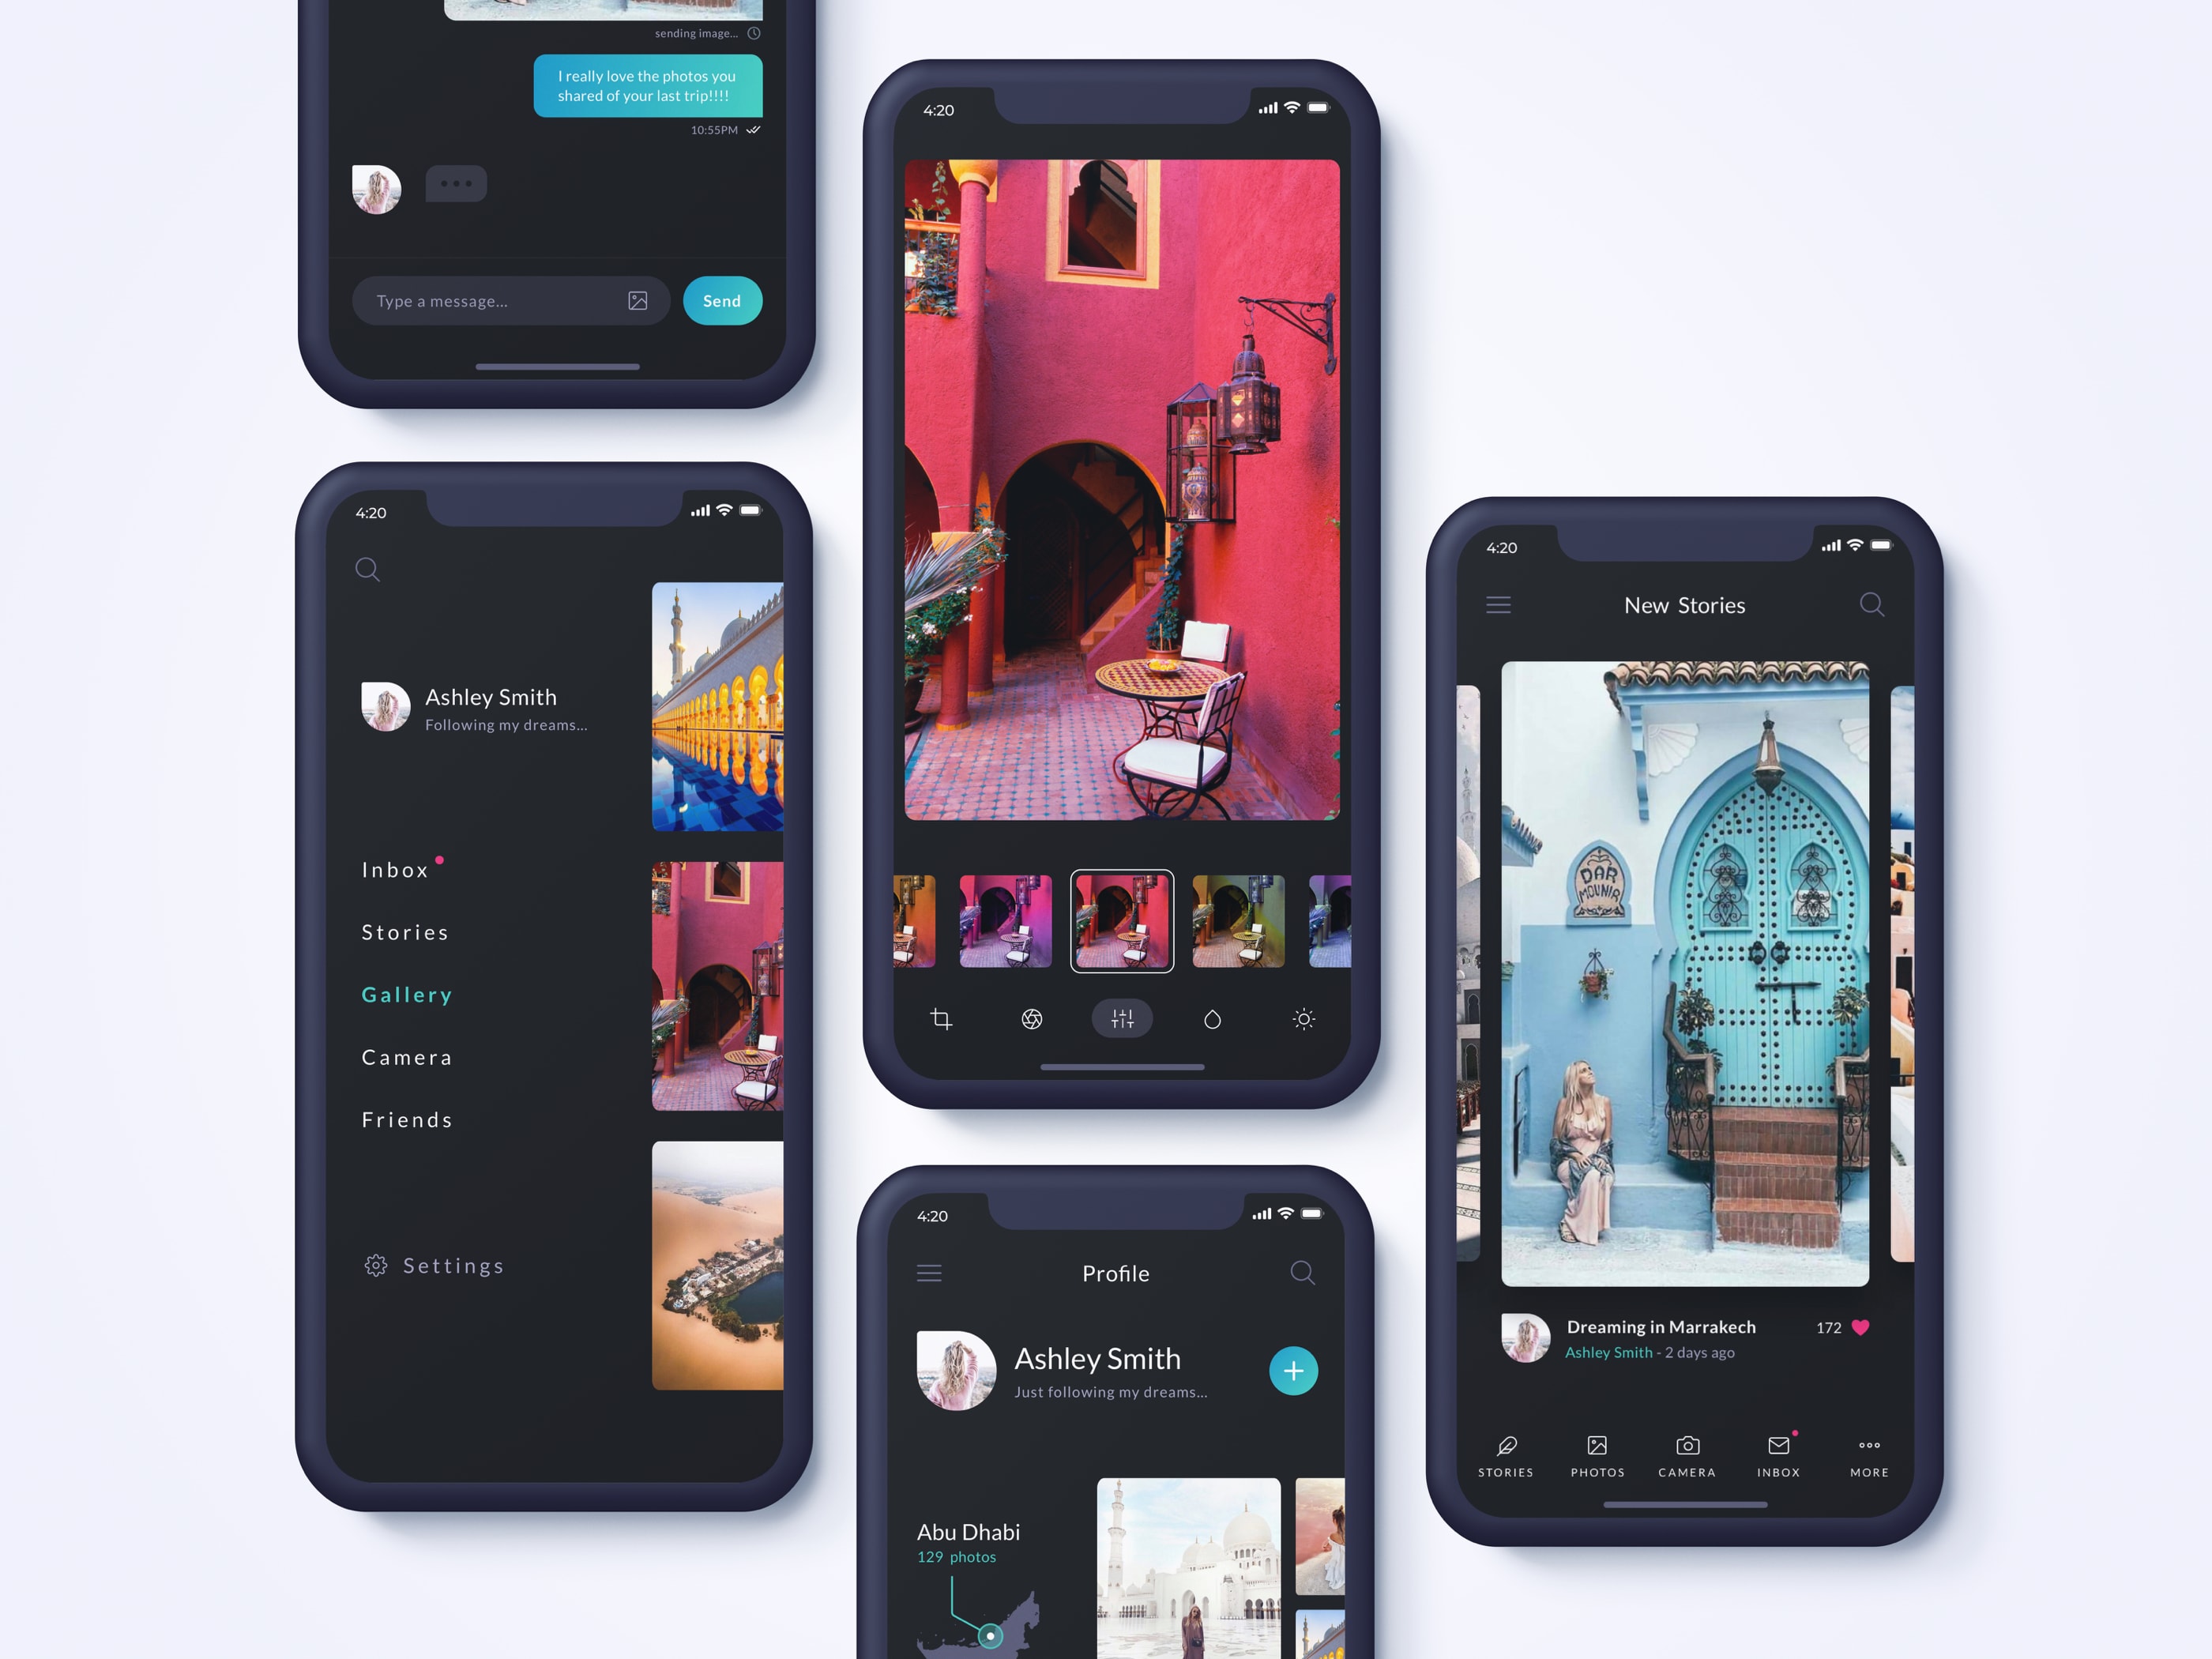 sending image...
I really love the photos you
shared of your last trip!!!!
10:55PM
Type a message...
Send
4:20
Ashley Smith
Following my dreams...
Inbox
Stories
Gallery
Camera
Friends
Settings
4:20
4:20
Profile
Ashley Smith
Just following my dreams...
Abu Dhabi
129 photos
4:20
New Stories
DAR
MOUNIA
Dreaming in Marrakech
172
Ashley Smith - 2 days ago
STORIES
PHOTOS
CAMERA
INBOX
MORE